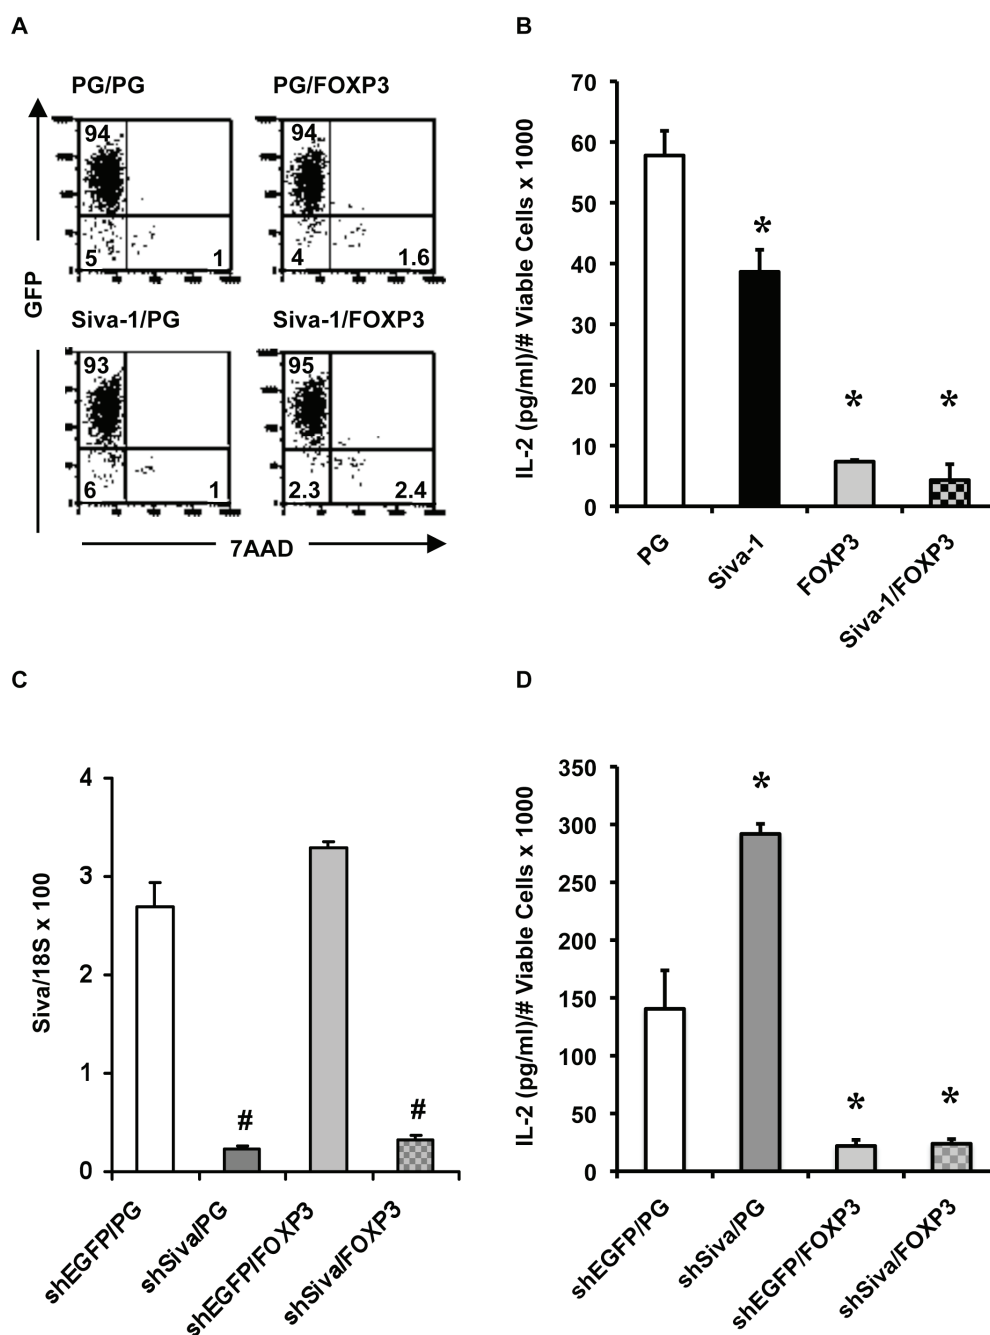 A
PG/PG
PG/FOXP3
94
94
5
1
4
1.6
GFP
Siva-1/PG
Siva-1/FOXP3
93
95
6
1
2.3
2.4
7AAD
B
IL-2 (pg/ml)/# Viable Cells x 1000
70
60
50
40
30
20
10
0
*
*
*
PG
Siva-1
FOXP3
Siva-1/FOXP3
C
Siva/18S x 100
4
3
2
1
0
#
#
shEGFP/PG
shSiva/PG
shEGFP/FOXP3
shSiva/FOXP3
D
IL-2 (pg/ml)/# Viable Cells x 1000
350
300
250
200
150
100
50
0
*
*
*
shEGFP/PG
shSiva/PG
shEGFP/FOXP3
shSiva/FOXP3